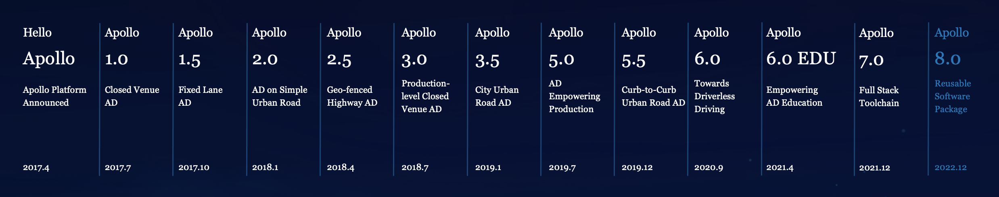 Hello
Apollo
Apollo Platform
Announced
2017.4
Apollo
1.0
Closed Venue
AD
2017.7
Apollo
1.5
Fixed Lane
AD
2017.10
Apollo
2.0
AD on Simple
Urban Road
2018.1
Apollo
2.5
Geo-fenced
Highway AD
2018.4
Apollo
3.0
Production-
level Closed
Venue AD
2018.7
Apollo
3.5
City Urban
Road AD
2019.1
Apollo
5.0
AD
Empowering
Production
2019.7
Apollo
5.5
Curb-to-Curb
Urban Road AD
2019.12
Apollo
6.0
Towards
Driverless
Driving
2020.9
Apollo
6.0 EDU
Empowering
AD Education
2021.4
Apollo
7.0
Full Stack
Toolchain
2021.12
Apollo
8.0
Reusable
Software
Package
2022.12